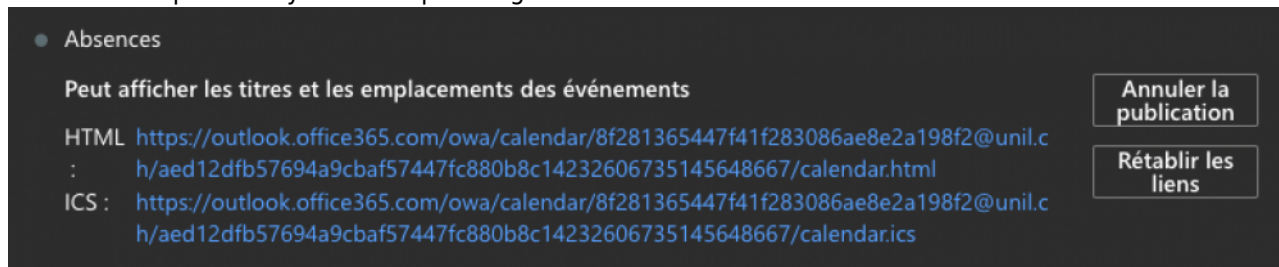 Absences
Peut afficher les titres et les emplacements des événements
Annuler la
publication
HTML https://outlook.office365.com/owa/calendar/8f281365447f41f283086ae8e2a198f2@unil.c
: h/aed12dfb57694a9cbaf57447fc880b8c14232606735145648667/calendar.html
Rétablir les
liens
ICS : https://outlook.office365.com/owa/calendar/8f281365447f41f283086ae8e2a198f2@unil.c
h/aed12dfb57694a9cbaf57447fc880b8c14232606735145648667/calendar.ics